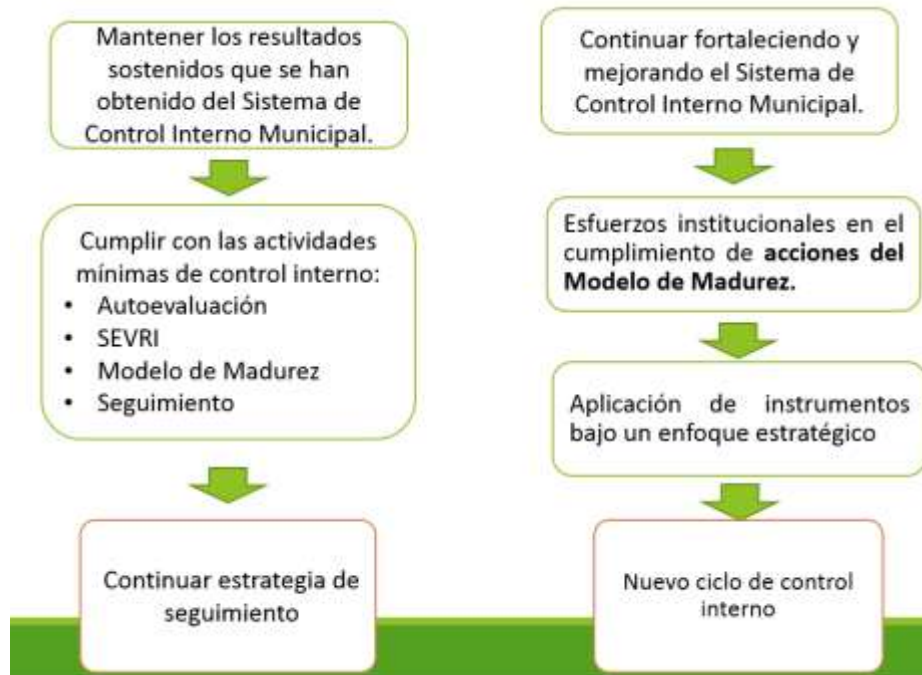 Mantener los resultados
sostenidos que se han
obtenido del Sistema de
Control Interno Municipal.
Cumplir con las actividades
mínimas de control interno:
• Autoevaluación
• SEVRI
• Modelo de Madurez
• Seguimiento
Continuar estrategia de
seguimiento
Continuar fortaleciendo y
mejorando el Sistema de
Control Interno Municipal.
Esfuerzos institucionales en el
cumplimiento de acciones del
Modelo de Madurez.
Aplicación de instrumentos
bajo un enfoque estratégico
Nuevo ciclo de control
interno